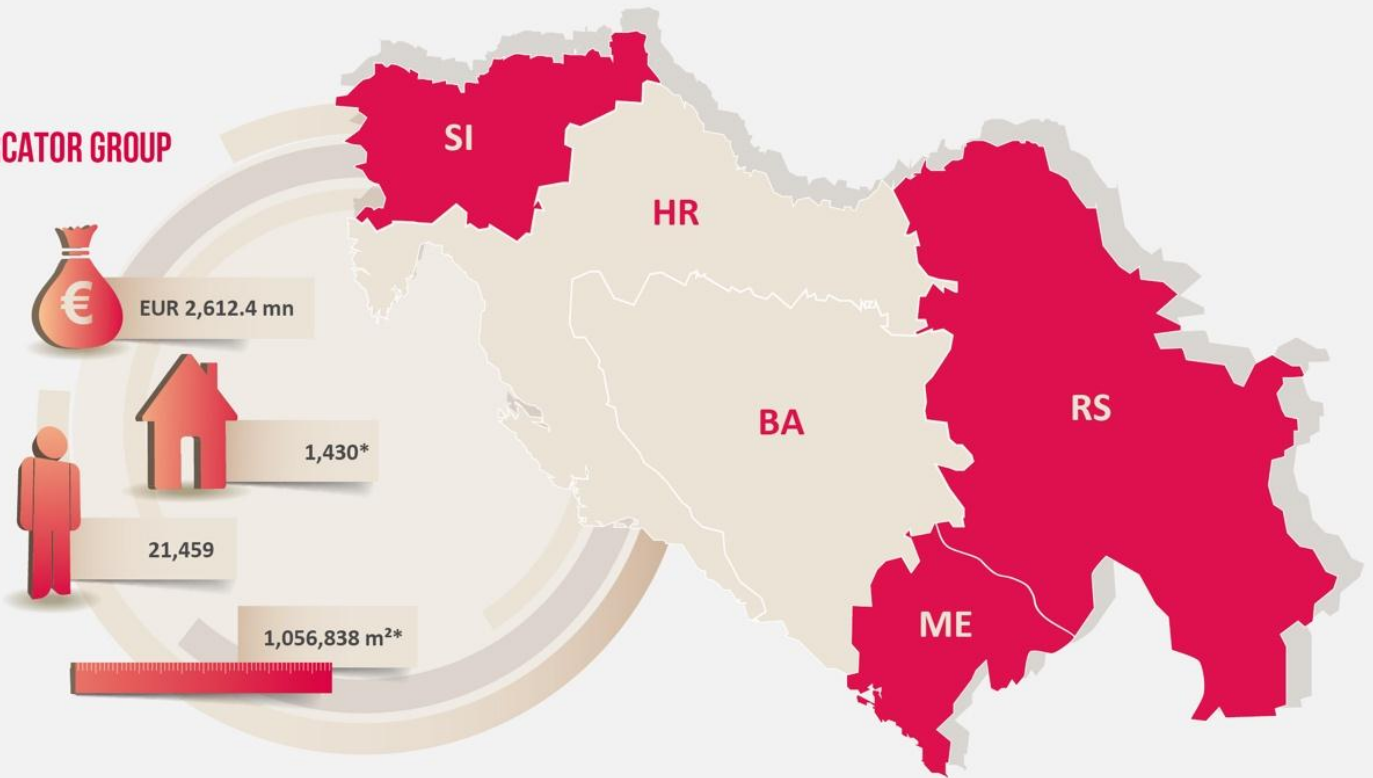 CATOR GROUP
SI
HR
€
EUR 2,612.4 mn
1,430*
BA
RS
21,459
ME
1,056,838 m²*